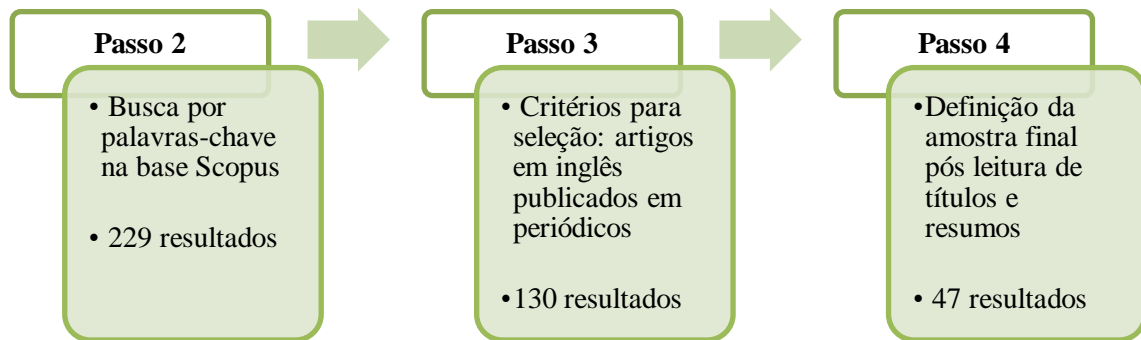 Passo 2
• Busca por
palavras-chave
na base Scopus
• 229 resultados
Passo 3
• Critérios para
seleção: artigos
em inglês
publicados em
periódicos
•130 resultados
Passo 4
•Definição da
amostra final
pós leitura de
títulos e
resumos
• 47 resultados